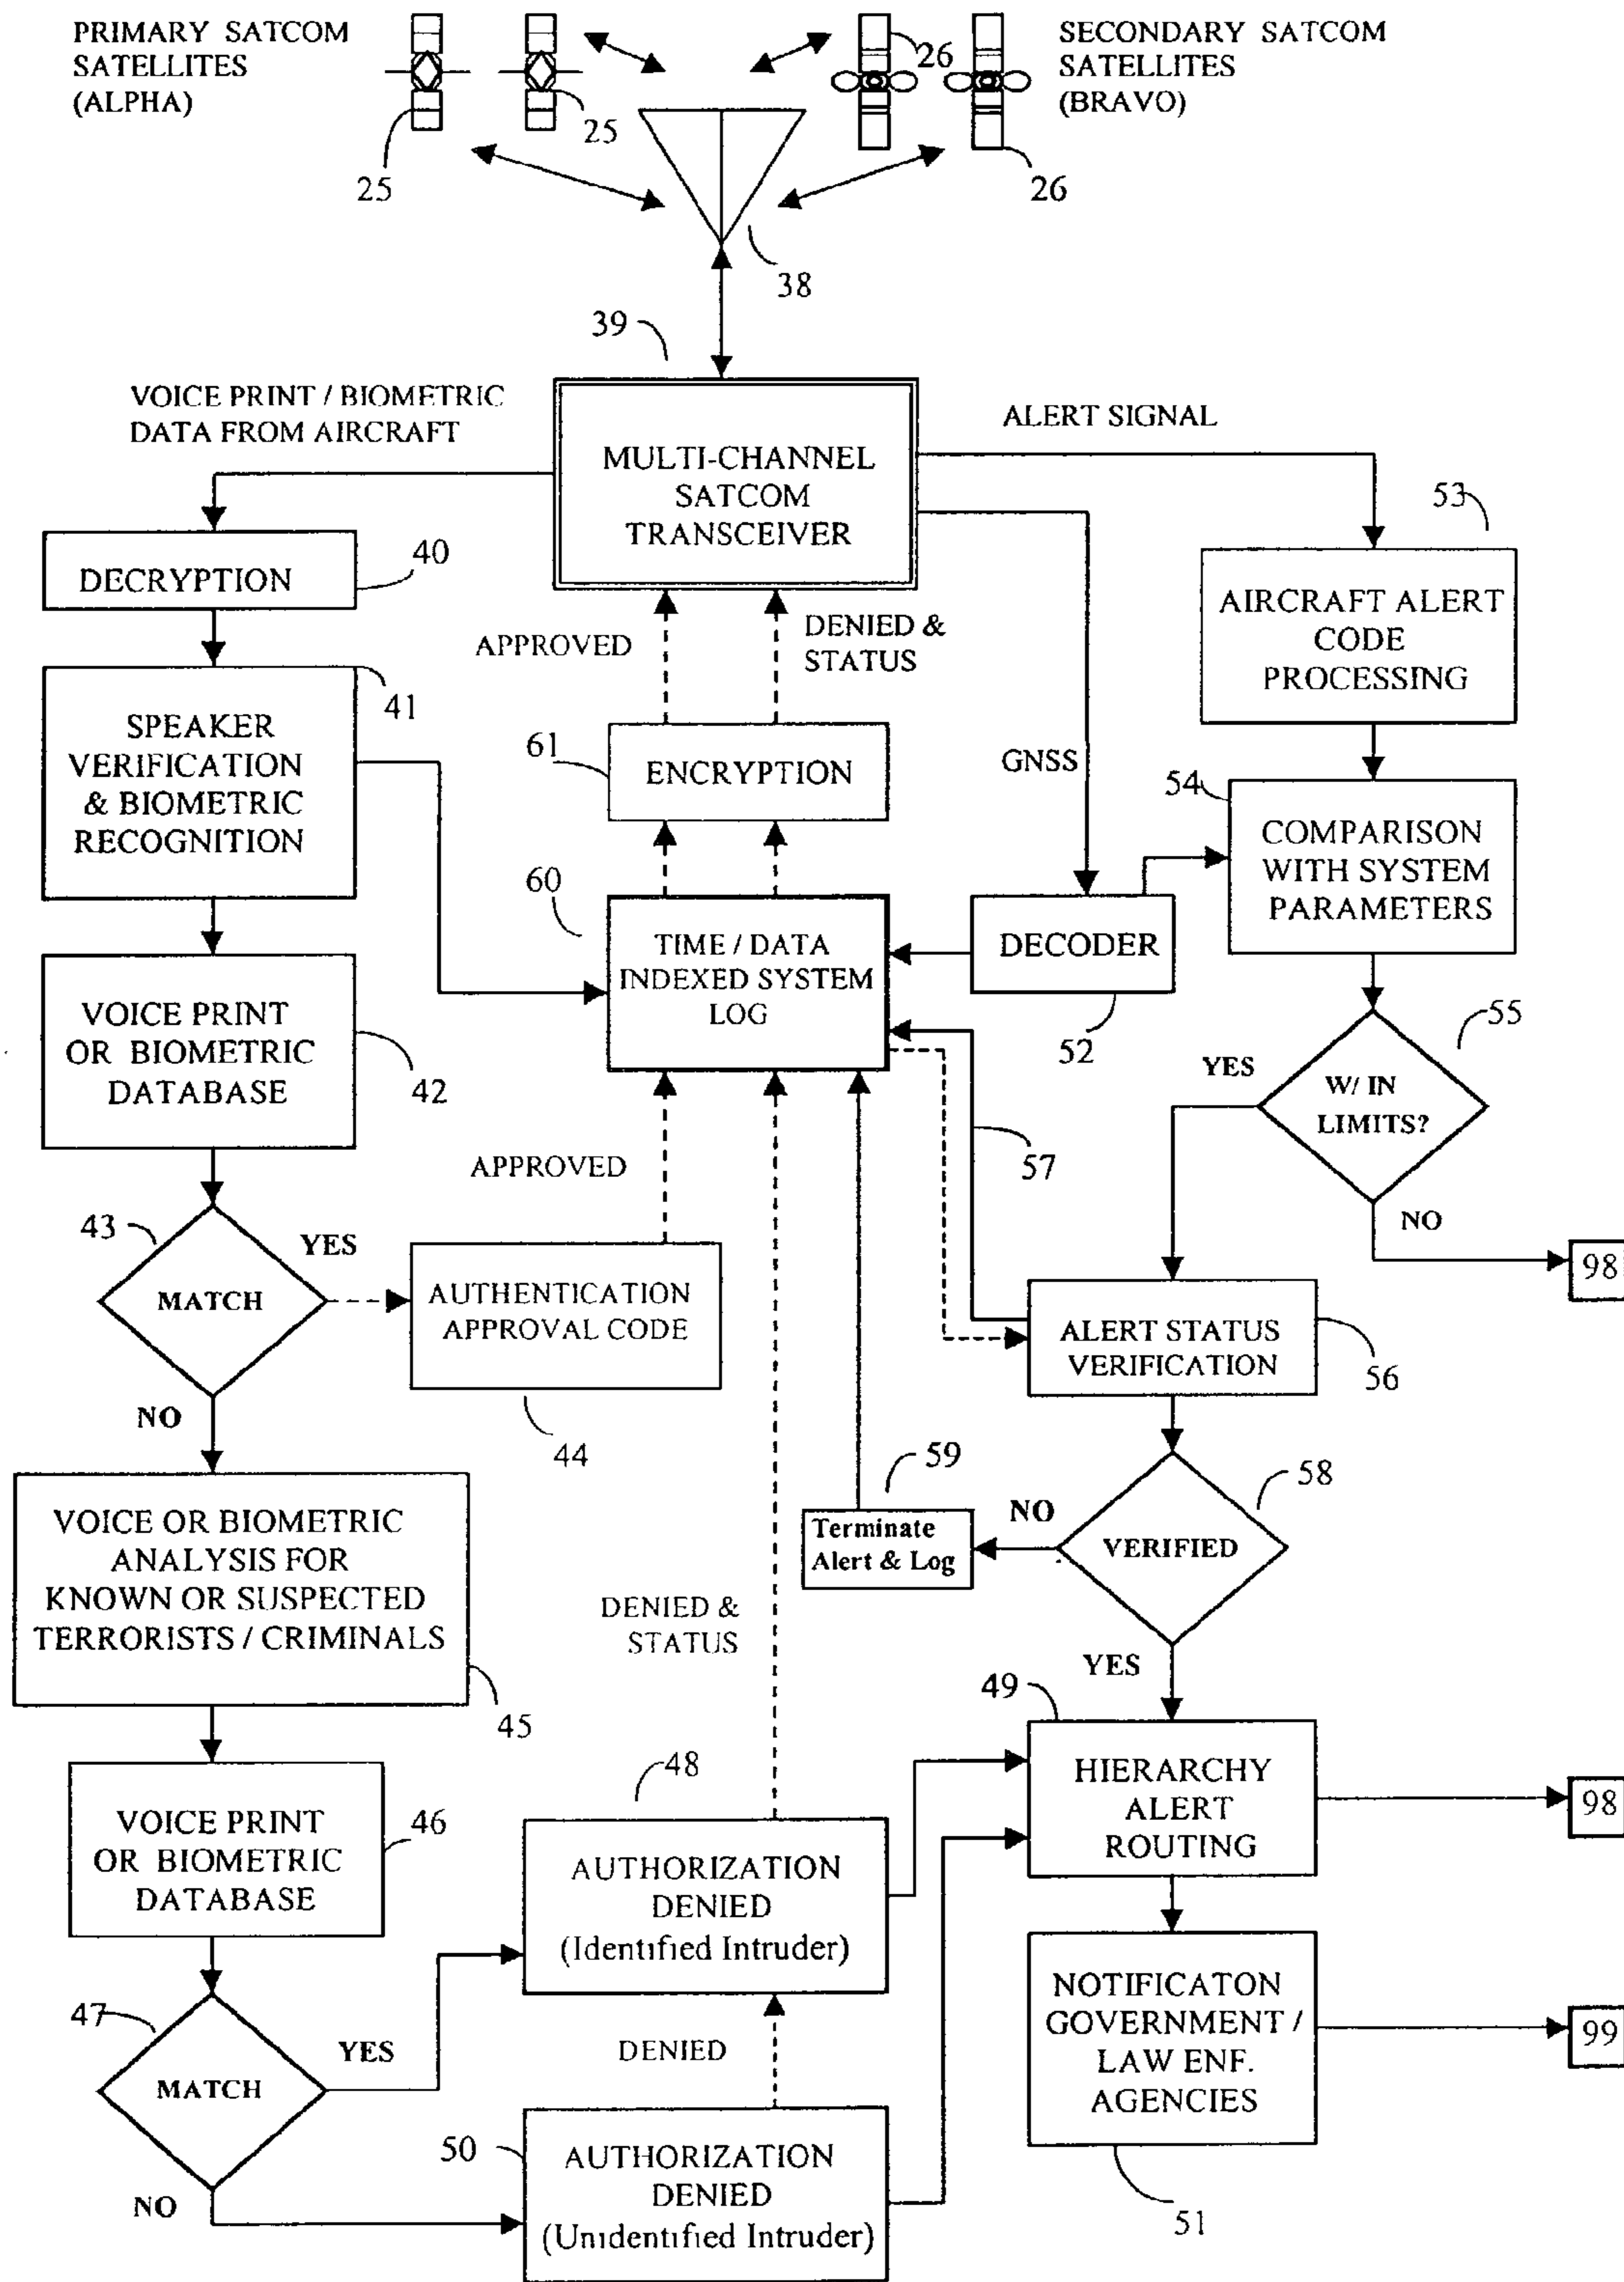 PRIMARY SATCOM
SATELLITES
(ALPHA)
25
25
26
26
SECONDARY SATCOM
SATELLITES
(BRAVO)
38
39
VOICE PRINT / BIOMETRIC
DATA FROM AIRCRAFT
MULTI-CHANNEL
SATCOM
TRANSCEIVER
ALERT SIGNAL
53
DECRYPTION
40
APPROVED
DENIED &
STATUS
AIRCRAFT ALERT
CODE
PROCESSING
SPEAKER
VERIFICATION
& BIOMETRIC
RECOGNITION
41
61
ENCRYPTION
GNSS
54
COMPARISON
WITH SYSTEM
PARAMETERS
60
TIME / DATA
INDEXED SYSTEM
LOG
DECODER
52
VOICE PRINT
OR BIOMETRIC
DATABASE
42
55
YES
W/ IN
LIMITS?
NO
98
57
APPROVED
43
MATCH
YES
NO
AUTHENTICATION
APPROVAL CODE
44
ALERT STATUS
VERIFICATION
56
59
Terminate
Alert & Log
NO
58
VERIFIED
YES
VOICE OR BIOMETRIC
ANALYSIS FOR
KNOWN OR SUSPECTED
TERRORISTS / CRIMINALS
45
DENIED &
STATUS
49
HIERARCHY
ALERT
ROUTING
98
VOICE PRINT
OR BIOMETRIC
DATABASE
46
48
AUTHORIZATION
DENIED
(Identified Intruder)
NOTIFICATON
GOVERNMENT /
LAW ENF.
AGENCIES
99
51
47
MATCH
YES
NO
DENIED
50
AUTHORIZATION
DENIED
(Unidentified Intruder)